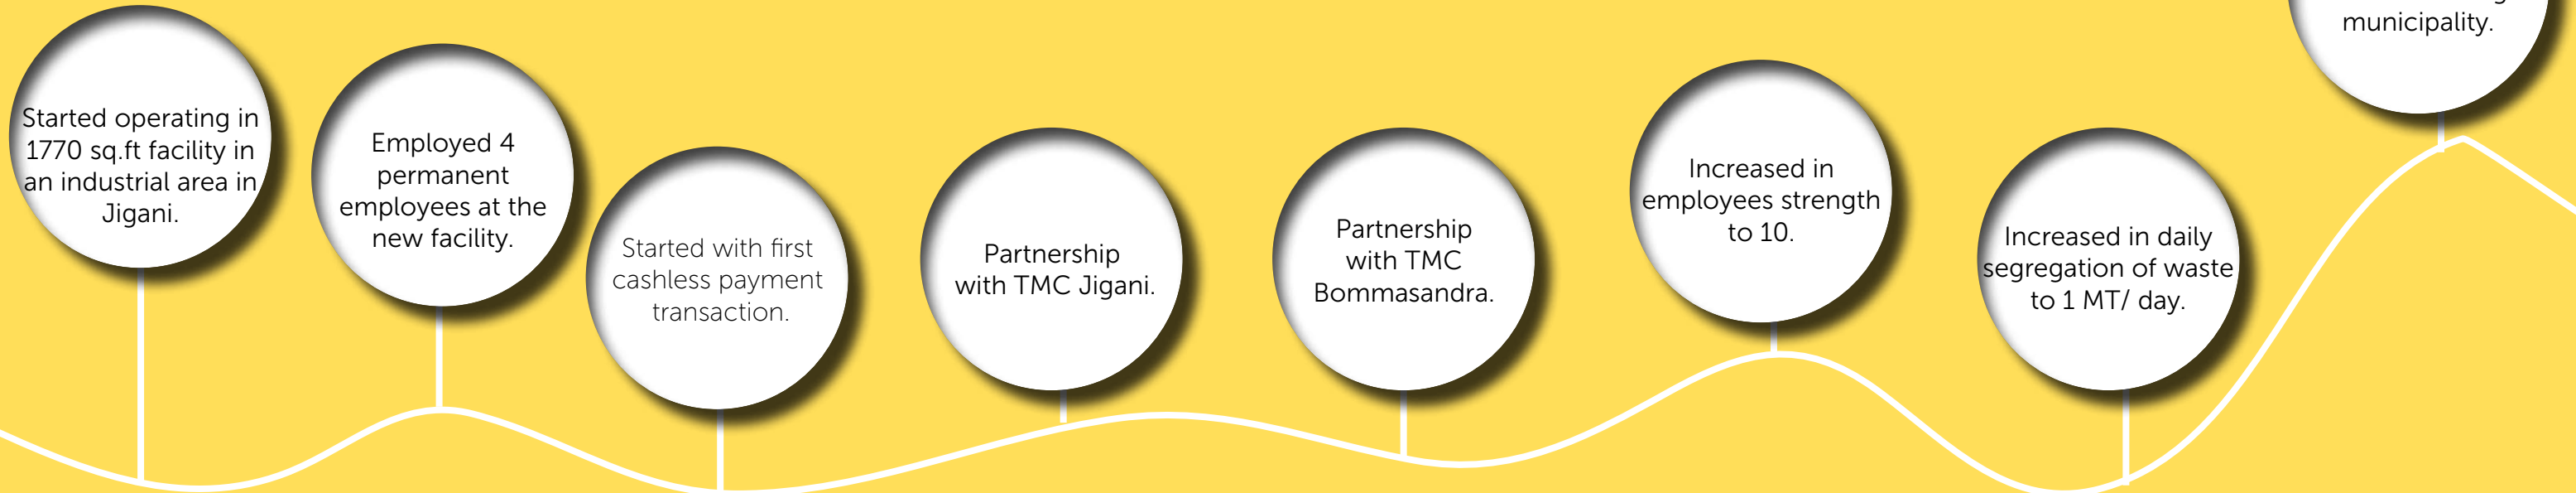 Started operating in
1770 sq.ft facility in
an industrial area in
Jigani.
Employed 4
permanent
employees at the
new facility.
Started with first
cashless payment
transaction.
Partnership
with TMC Jigani.
Partnership
with TMC
Bommasandra.
Increased in
employees strength
to 10.
Increased in daily
segregation of waste
to 1 MT/ day.
municipality.